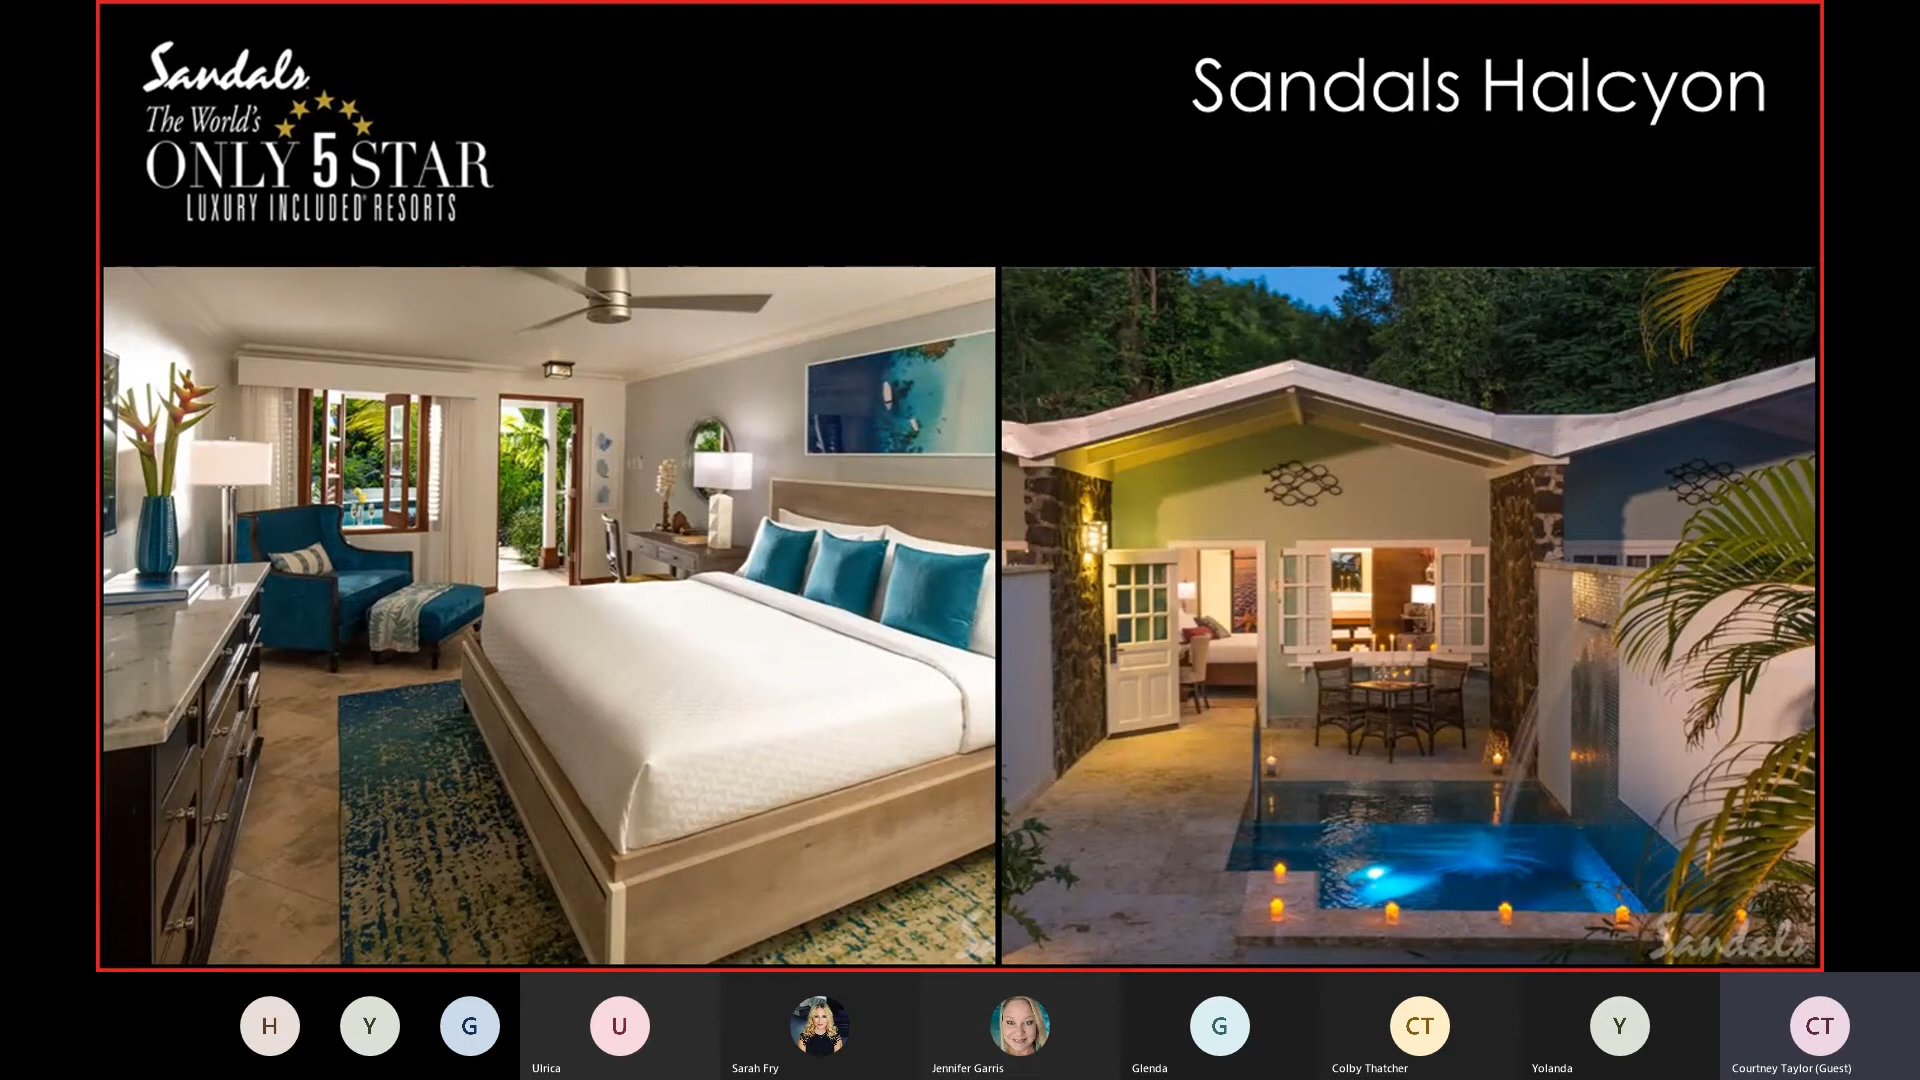 Sandals
The World's
ONLY 5 STAR
LUXURY INCLUDED® RESORTS
Sandals Halcyon
Sandals
H
Y
G
U
G
CT
Y
CT
Ulrica
Sarah Fry
Jennifer Garris
Glenda
Colby Thatcher
Yolanda
Courtney Taylor (Guest)